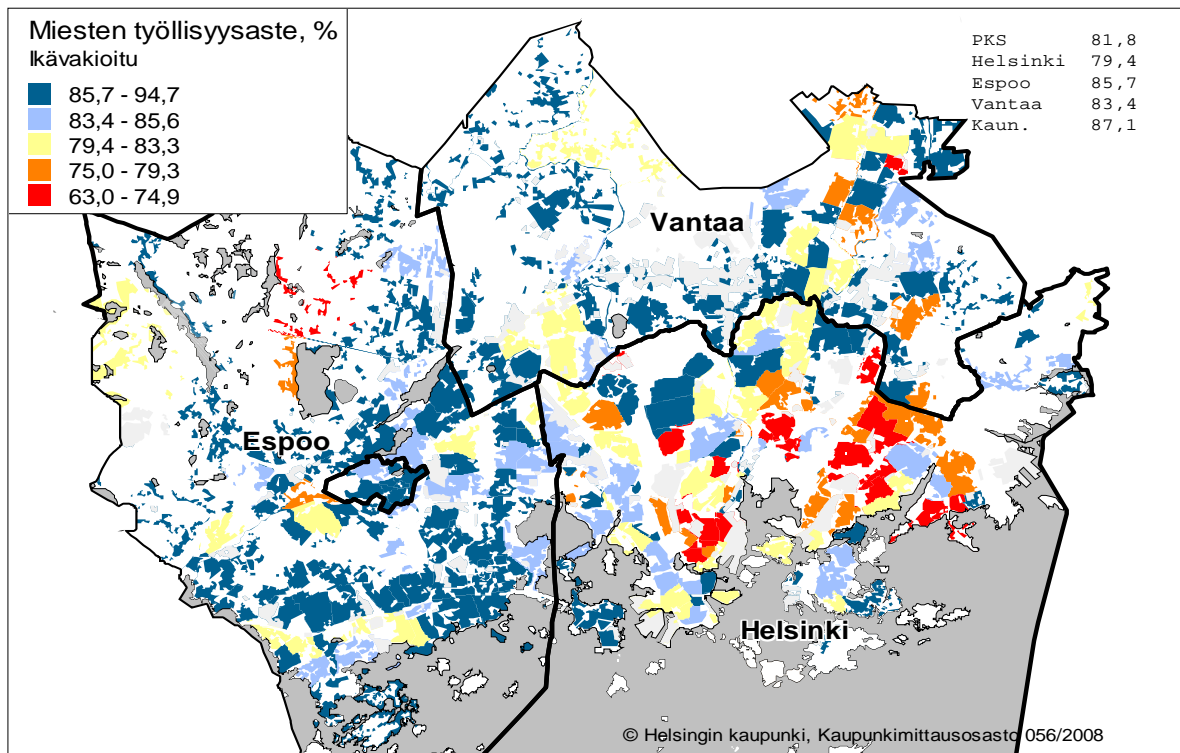 Miesten työllisyysaste, %
Ikävakioitu
85,7 - 94,7
83,4 - 85,6
79,4 - 83,3
75,0 - 79,3
63,0 - 74,9
PKS 81,8
Helsinki 79,4
Espoo 85,7
Vantaa 83,4
Kaun. 87,1
Vantaa
Espoo
Helsinki
© Helsingin kaupunki, Kaupunkimittausosasto 056/2008